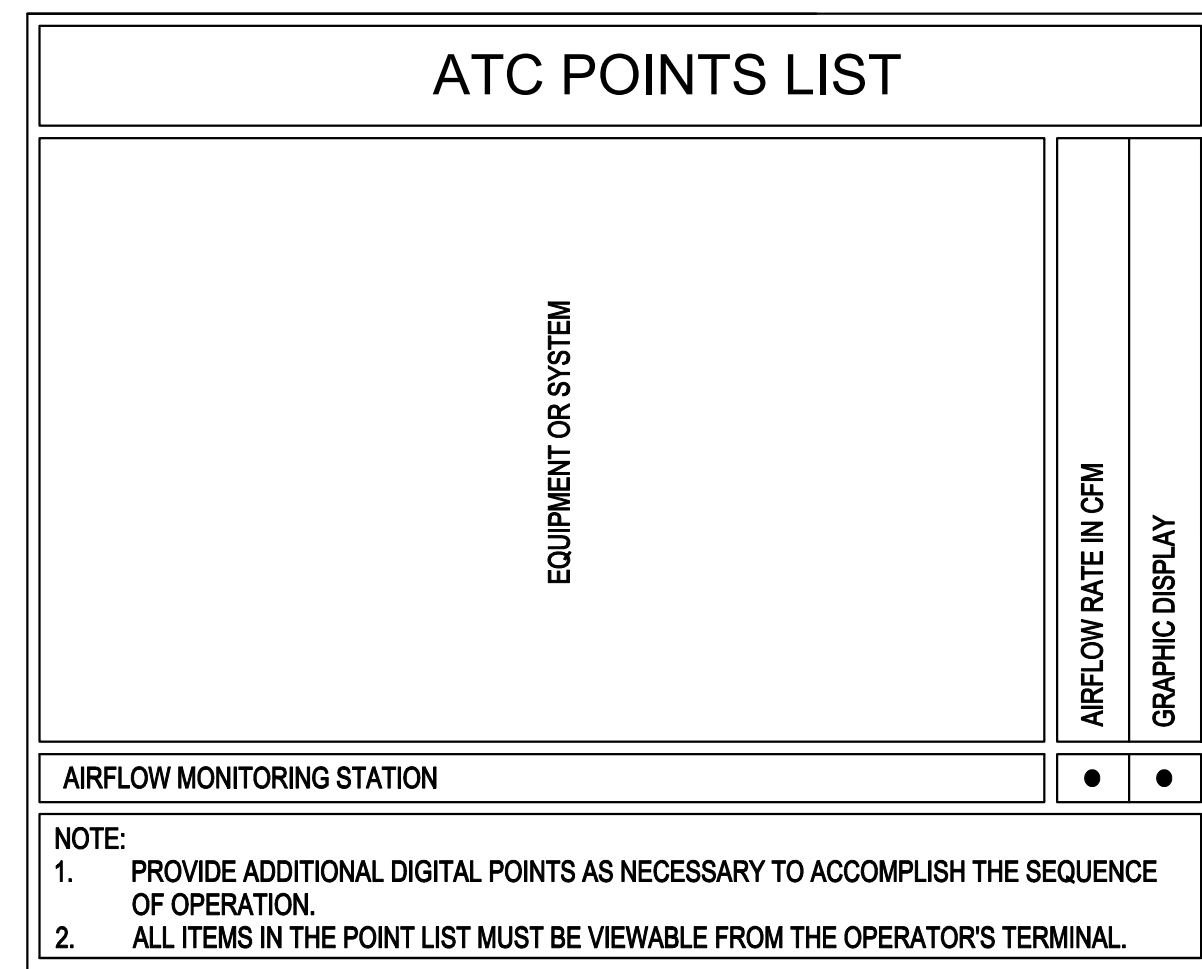 ATC POINTS LIST
EQUIPMENT OR SYSTEM
AIRFLOW RATE IN CFM
GRAPHIC DISPLAY
AIRFLOW MONITORING STATION
NOTE:
1. PROVIDE ADDITIONAL DIGITAL POINTS AS NECESSARY TO ACCOMPLISH THE SEQUENCE
OF OPERATION.
2. ALL ITEMS IN THE POINT LIST MUST BE VIEWABLE FROM THE OPERATOR'S TERMINAL.